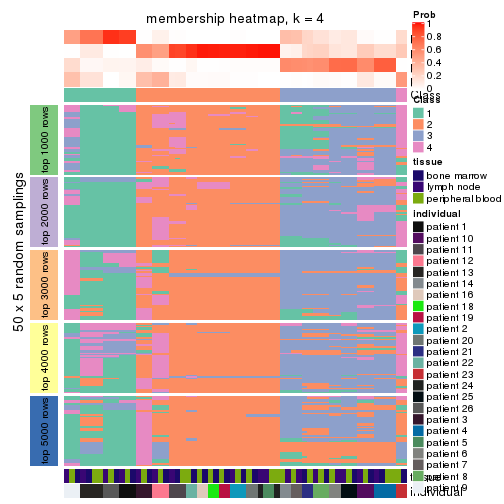 membership heatmap, k = 4
50 x 5 random samplings
top 1000 rows
top 2000 rows
top 3000 rows
top 4000 rows
top 5000 rows
Prob
1
0.8
0.6
0.4
0.2
0
Class
Class
1
2
3
4
tissue
bone marrow
lymph node
peripheral blood
individual
patient 1
patient 10
patient 11
patient 12
patient 13
patient 14
patient 16
patient 18
patient 19
patient 2
patient 20
patient 21
patient 22
patient 23
patient 24
patient 25
patient 26
patient 3
patient 4
patient 5
patient 6
patient 7
patient 8
patient 9
individual